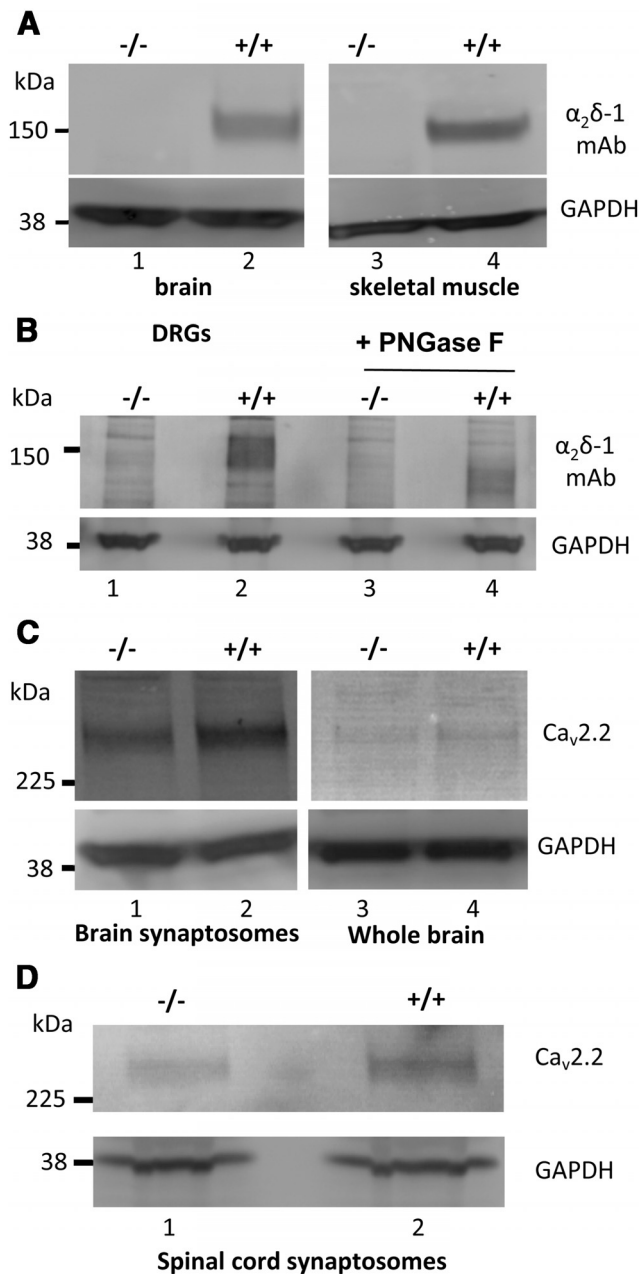 A
-/- +/+ -/- +/+
kDa
150
α₂δ-1
mAb
38
GAPDH
1 2 3 4
brain skeletal muscle
B
DRGs + PNGase F
-/- +/+ -/- +/+
kDa
150
α₂δ-1
mAb
38
GAPDH
1 2 3 4
C
-/- +/+ -/- +/+
kDa
Caᵥ2.2
225
GAPDH
38
1 2 3 4
Brain synaptosomes Whole brain
D
-/- +/+
kDa
Caᵥ2.2
225
38
GAPDH
1 2
Spinal cord synaptosomes